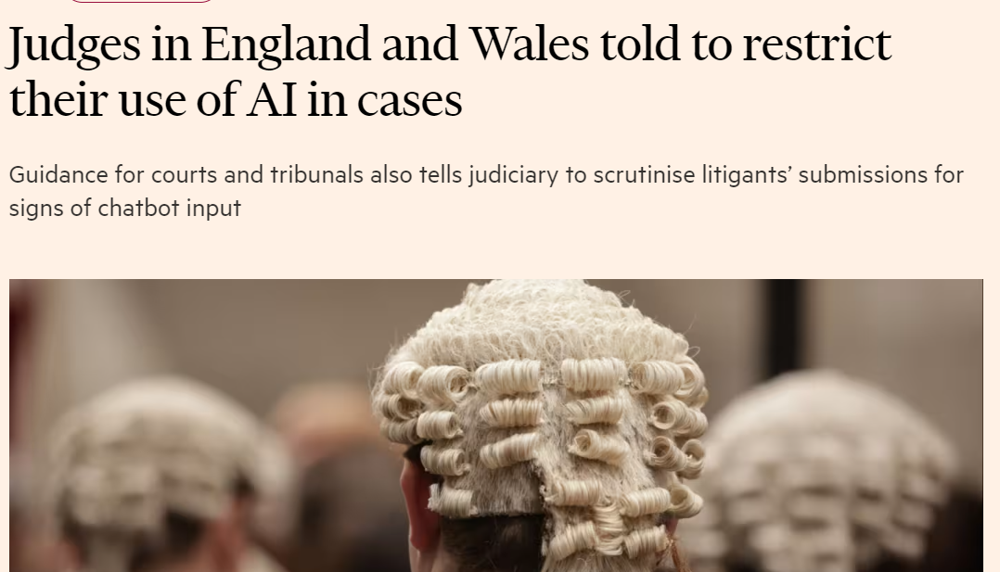 Judges in England and Wales told to restrict
their use of AI in cases
Guidance for courts and tribunals also tells judiciary to scrutinise litigants’ submissions for
signs of chatbot input